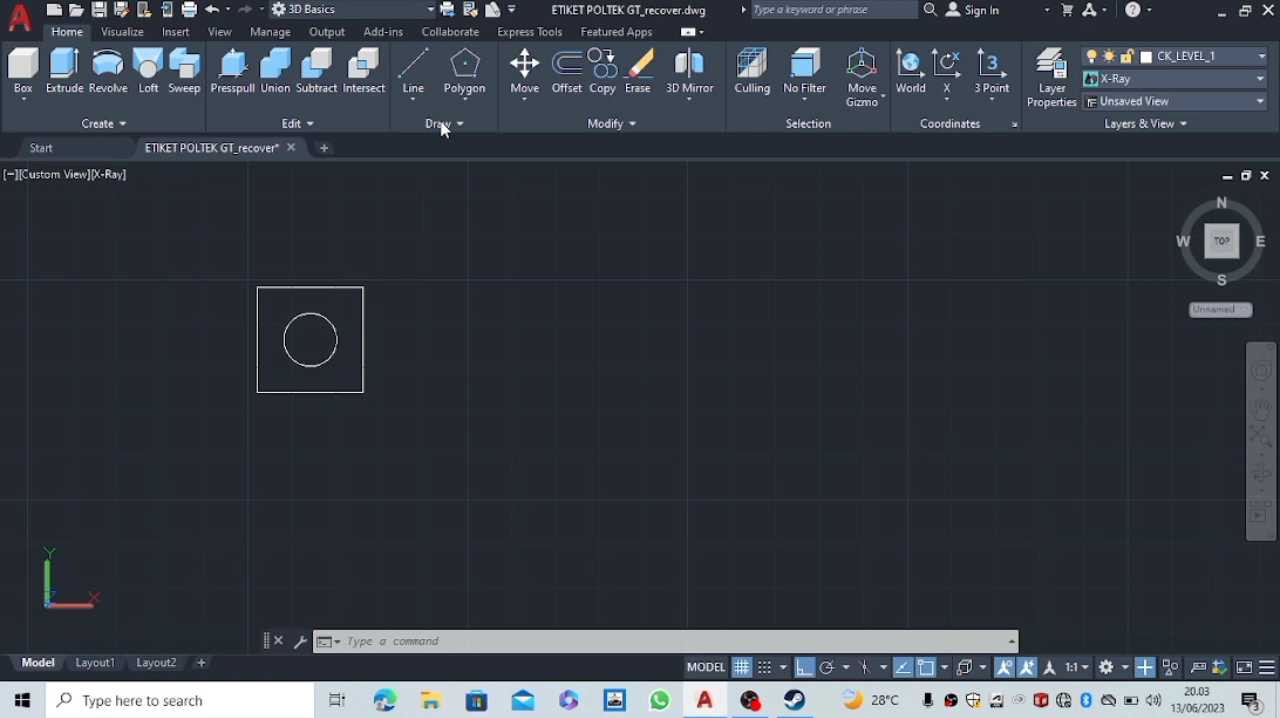 3D Basics ETIKET POLTEK GT_recover.dwg Type a keyword or phrase Sign In
Home Visualize Insert View Manage Output Add-ins Collaborate Express Tools Featured Apps
Box Extrude Revolve Loft Sweep Presspull Union Subtract Intersect Line Polygon Move Offset Copy Erase 3D Mirror Culling No Filter Move Gizmo World X 3 Point Layer Properties
CK_LEVEL_1
X-Ray
Unsaved View
Create Edit Draw Modify Selection Coordinates Layers & View
Start ETIKET POLTEK GT_recover*
[−][Custom View][X-Ray]
N
W TOP E
S
Unnamed
Y
X
Type a command
Model Layout1 Layout2 MODEL 1:1
Type here to search 28°C 20.03
13/06/2023
3